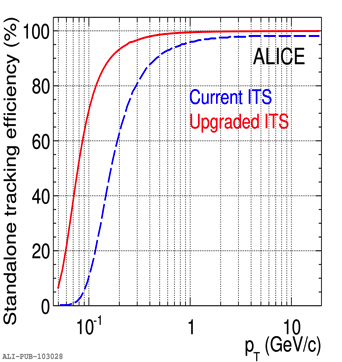 Standalone tracking efficiency (%)
100
80
60
40
20
0
ALICE
Current ITS
Upgraded ITS
10⁻¹
1
10
p_T (GeV/c)
ALI-PUB-103028